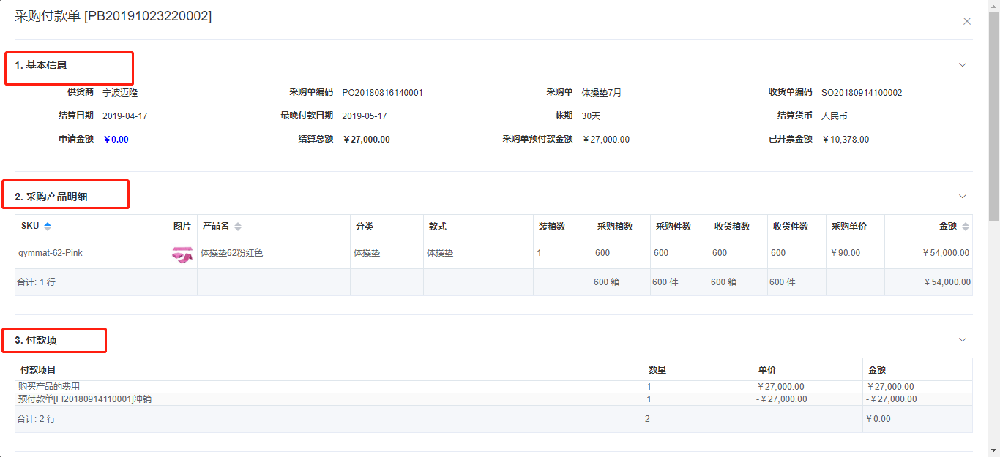 采购付款单 [PB20191023220002]
1. 基本信息
供货商 宁波迈隆 采购单编码 PO20180816140001 采购单 体操垫7月 收货单编码 SO20180914100002
结算日期 2019-04-17 最晚付款日期 2019-05-17 帐期 30天 结算货币 人民币
申请金额 ￥0.00 结算总额 ￥27,000.00 采购单预付款金额 ￥27,000.00 已开票金额 ￥10,378.00
2. 采购产品明细
SKU 图片 产品名 分类 款式 装箱数 采购箱数 采购件数 收货箱数 收货件数 采购单价 金额
gymmat-62-Pink 体操垫62粉红色 体操垫 体操垫 1 600 600 600 600 ￥90.00 ￥54,000.00
合计: 1 行 600 箱 600 件 600 箱 600 件 ￥54,000.00
3. 付款项
付款项目 数量 单价 金额
购买产品的费用 1 ￥27,000.00 ￥27,000.00
预付款单[FI20180914110001]冲销 1 -￥27,000.00 -￥27,000.00
合计: 2 行 2 ￥0.00